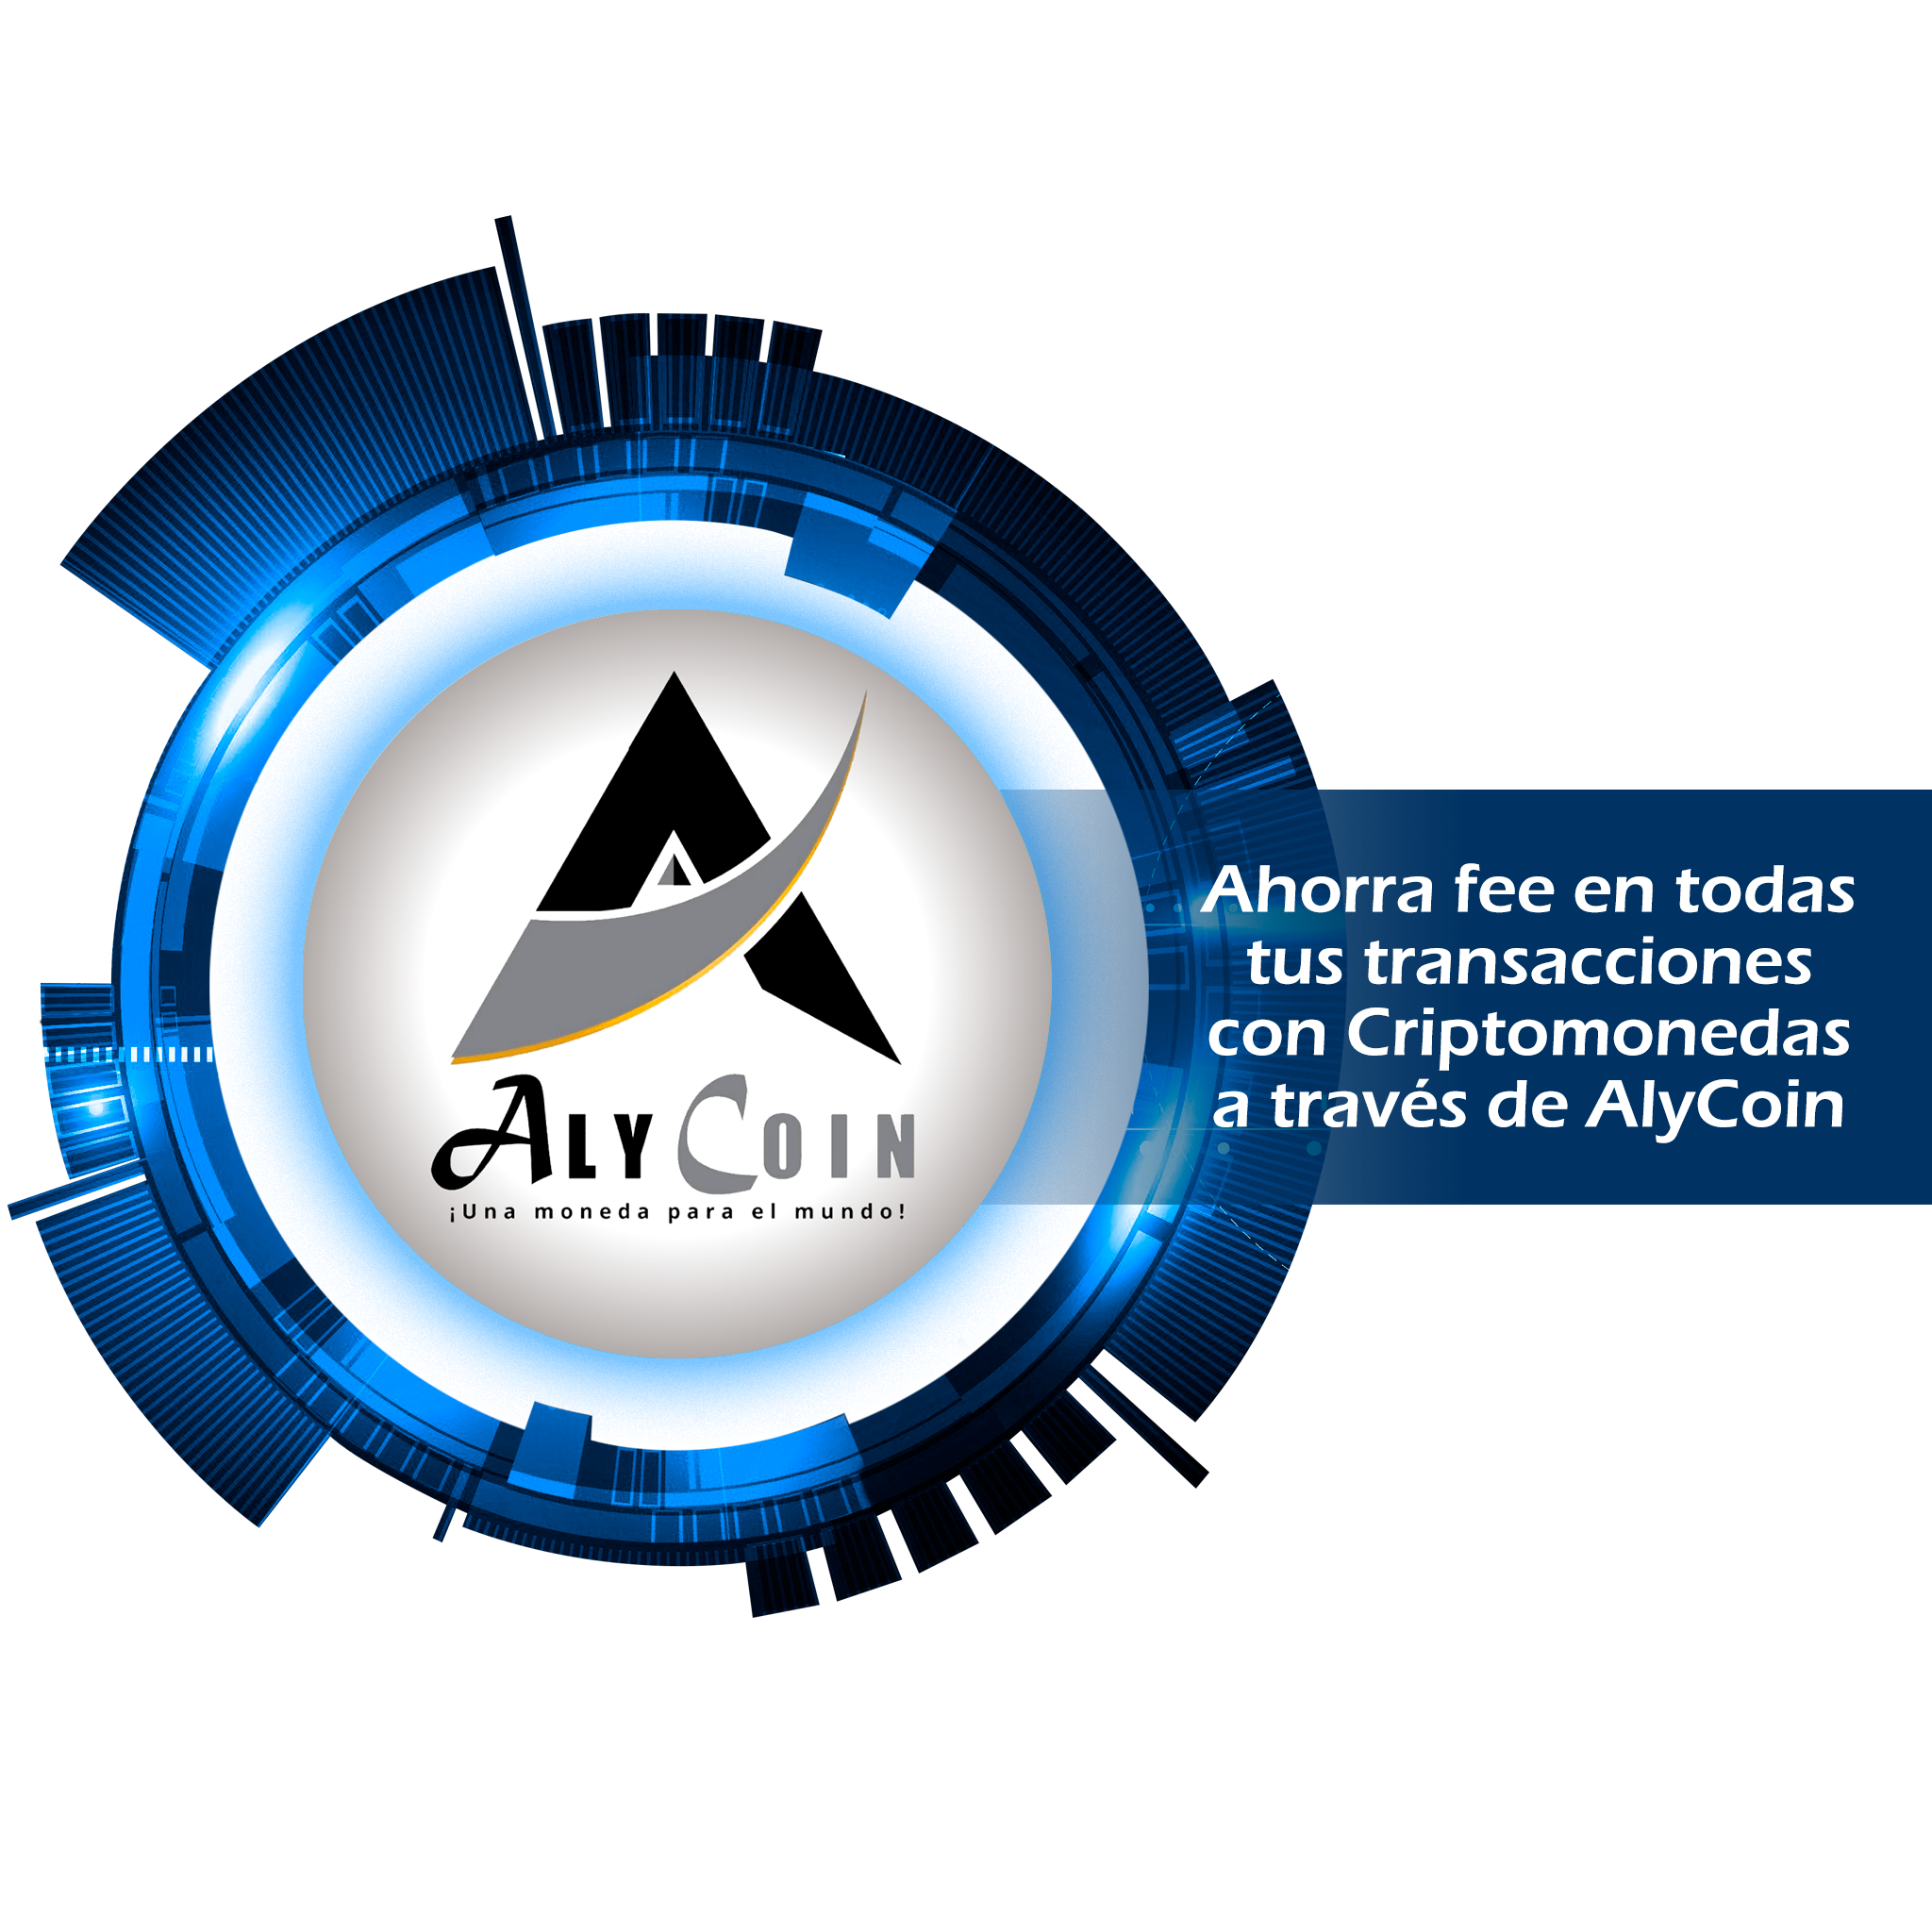 ALYCOIN
¡Una moneda para el mundo!
Ahorra fee en todas
tus transacciones
con Criptomonedas
a través de AlyCoin